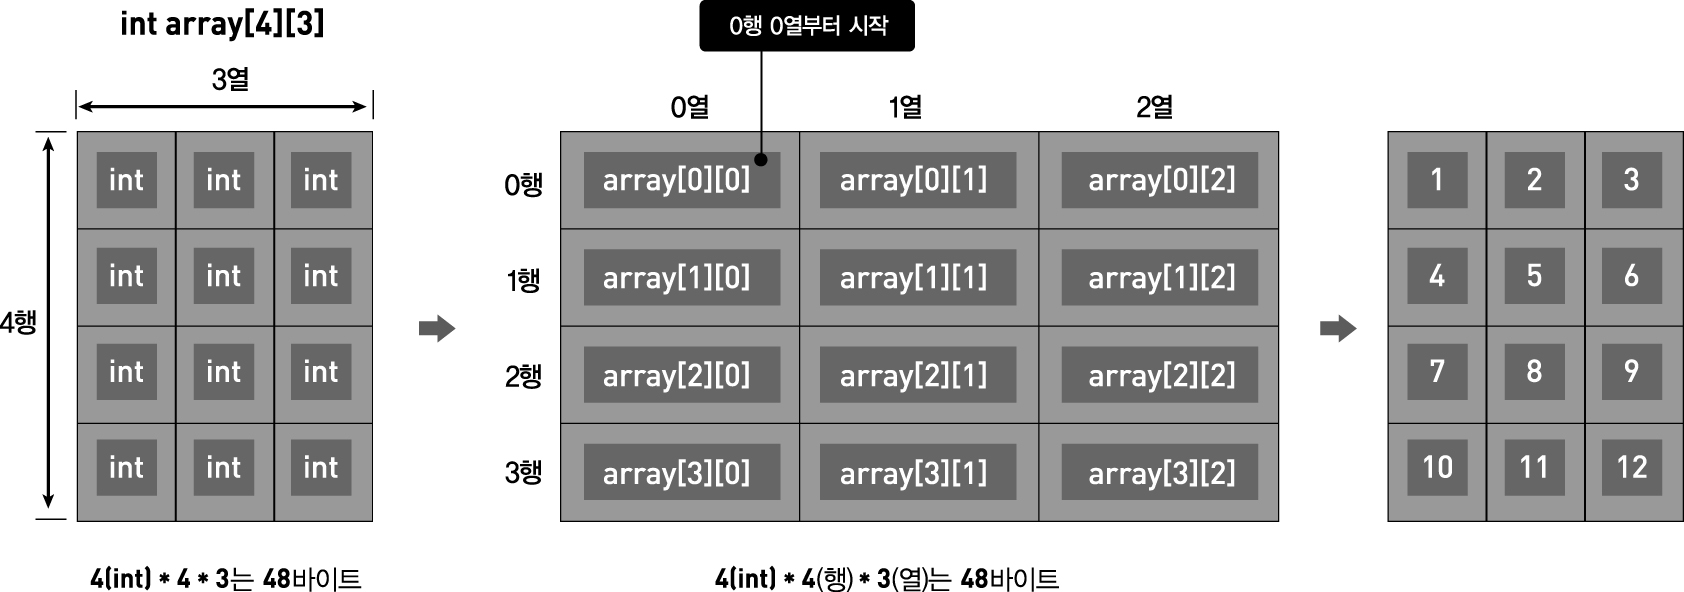 int array[4][3]
3열
4행
int int int
int int int
int int int
int int int
4(int) * 4 * 3는 48바이트
0행 0열부터 시작
0열 1열 2열
0행 array[0][0] array[0][1] array[0][2]
1행 array[1][0] array[1][1] array[1][2]
2행 array[2][0] array[2][1] array[2][2]
3행 array[3][0] array[3][1] array[3][2]
4(int) * 4(행) * 3(열)는 48바이트
1 2 3
4 5 6
7 8 9
10 11 12